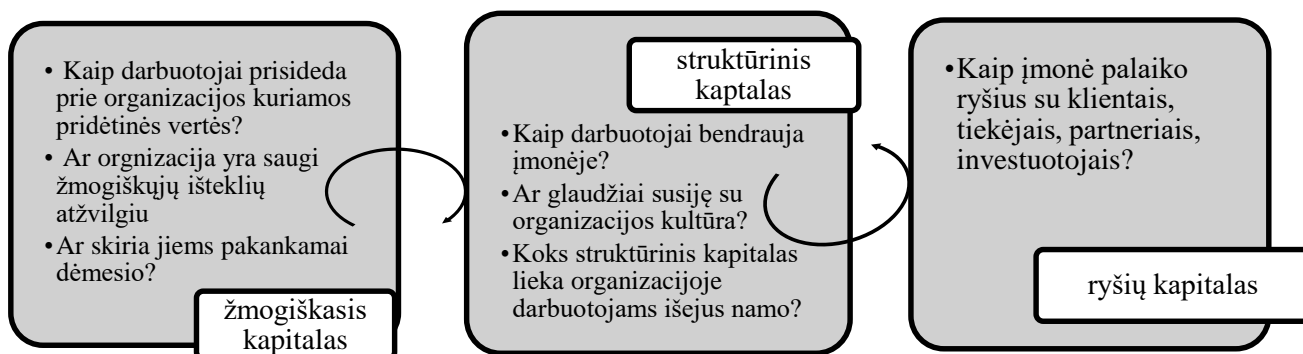 • Kaip darbuotojai prisideda
prie organizacijos kuriamos
pridėtinės vertės?
• Ar orgnizacija yra saugi
žmogiškųjų išteklių
atžvilgiu
• Ar skiria jiems pakankamai
dėmesio?
žmogiškasis
kapitalas
struktūrinis
kaptalas
• Kaip darbuotojai bendrauja
įmonėje?
• Ar glaudžiai susiję su
organizacijos kultūra?
• Koks struktūrinis kapitalas
lieka organizacijoje
darbuotojams išejus namo?
• Kaip įmonė palaiko
ryšius su klientais,
tiekėjais, partneriais,
investuotojais?
ryšių kapitalas